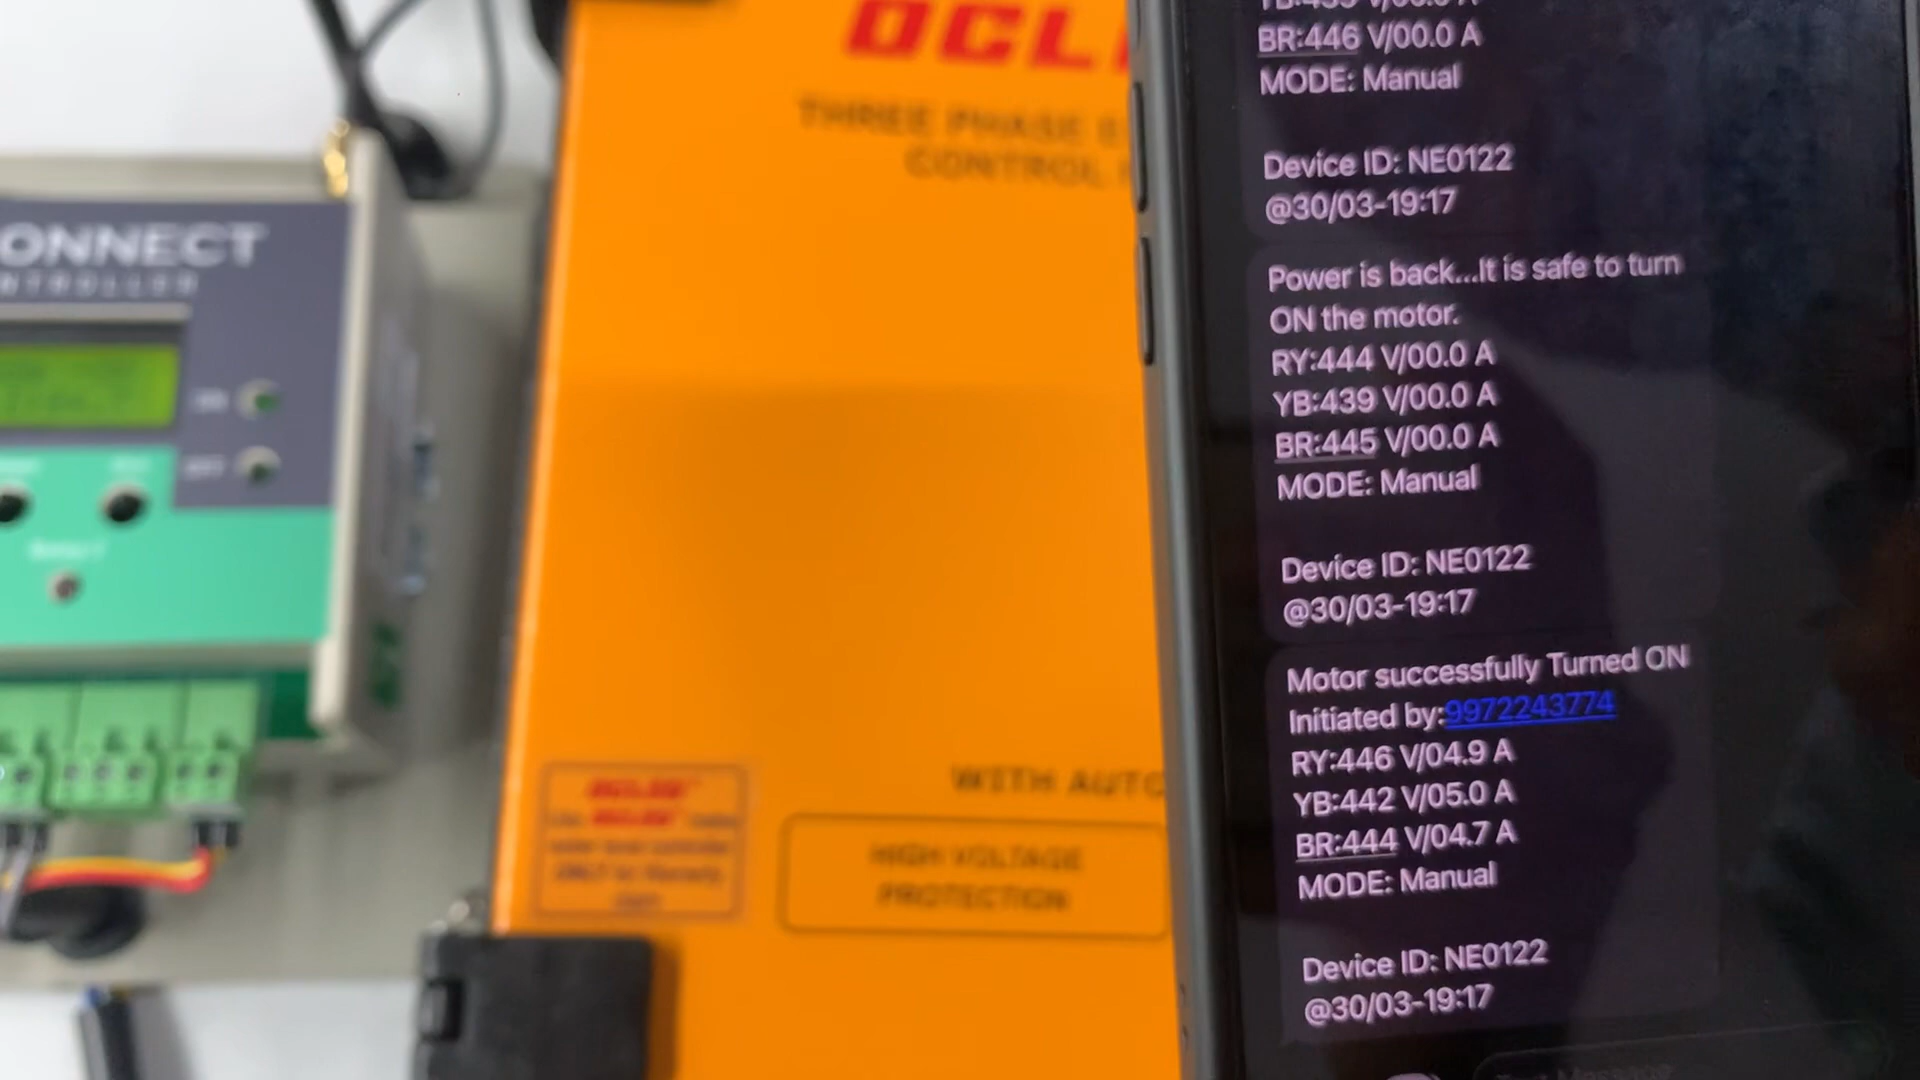 ONNECT
NTROLLER
OCL
THREE PHASE
CONTROL
WITH AUTO
HIGH VOLTAGE
PROTECTION
BR:446 V/00.0 A
MODE: Manual
Device ID: NE0122
@30/03-19:17
Power is back...It is safe to turn
ON the motor.
RY:444 V/00.0 A
YB:439 V/00.0 A
BR:445 V/00.0 A
MODE: Manual
Device ID: NE0122
@30/03-19:17
Motor successfully Turned ON
Initiated by:9972243774
RY:446 V/04.9 A
YB:442 V/05.0 A
BR:444 V/04.7 A
MODE: Manual
Device ID: NE0122
@30/03-19:17